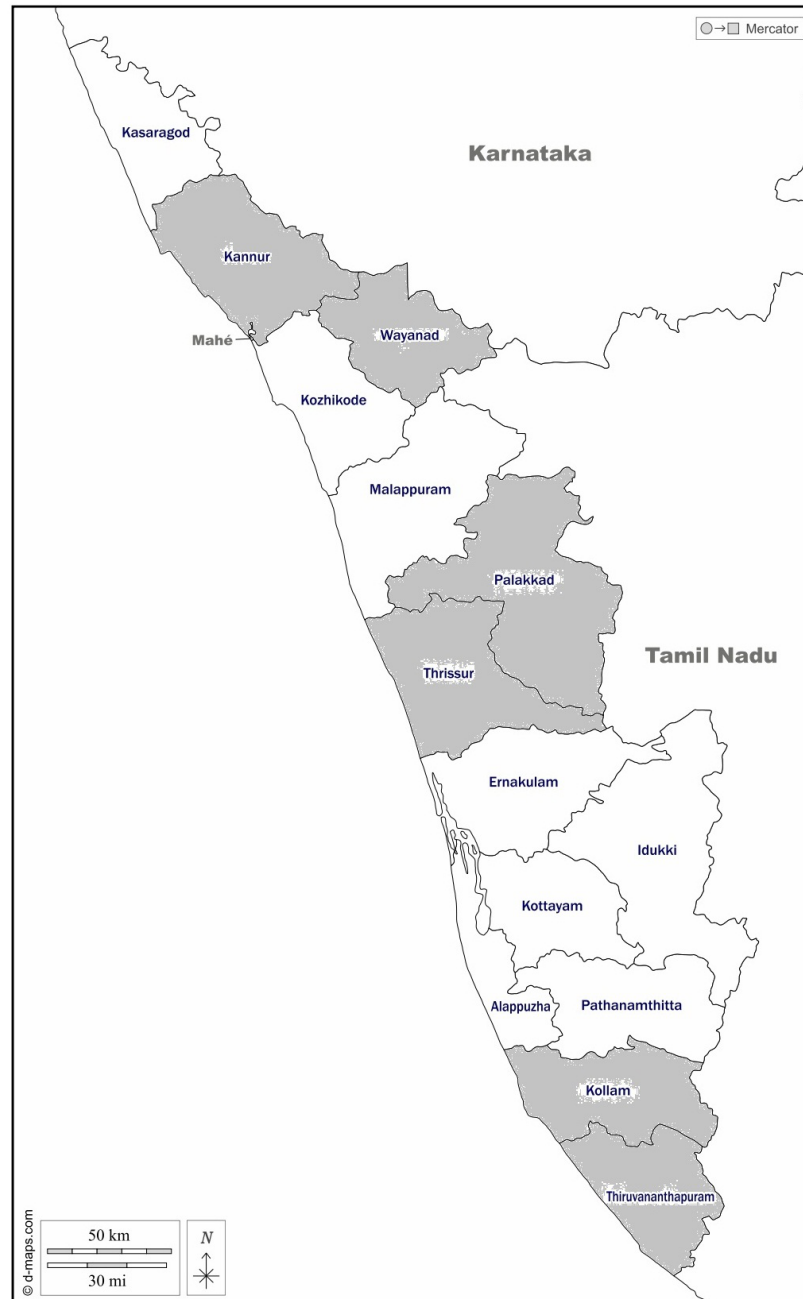 Mercator
Kasaragod
Karnataka
Kannur
Wayanad
Mahé
Kozhikode
Malappuram
Palakkad
Tamil Nadu
Thrissur
Ernakulam
Idukki
Kottayam
Alappuzha
Pathanamthitta
Kollam
Thiruvananthapuram
50 km
30 mi
N
© d-maps.com